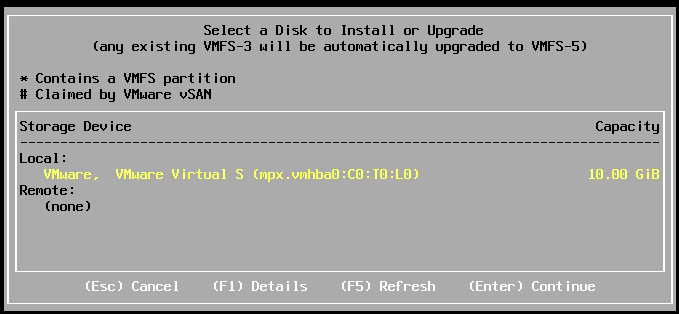 Select a Disk to Install or Upgrade
(any existing VMFS-3 will be automatically upgraded to VMFS-5)
* Contains a VMFS partition
# Claimed by VMware vSAN
Storage Device Capacity
Local:
VMware, VMware Virtual S (mpx.vmhba0:C0:T0:L0) 10.00 GiB
Remote:
(none)
(Esc) Cancel (F1) Details (F5) Refresh (Enter) Continue